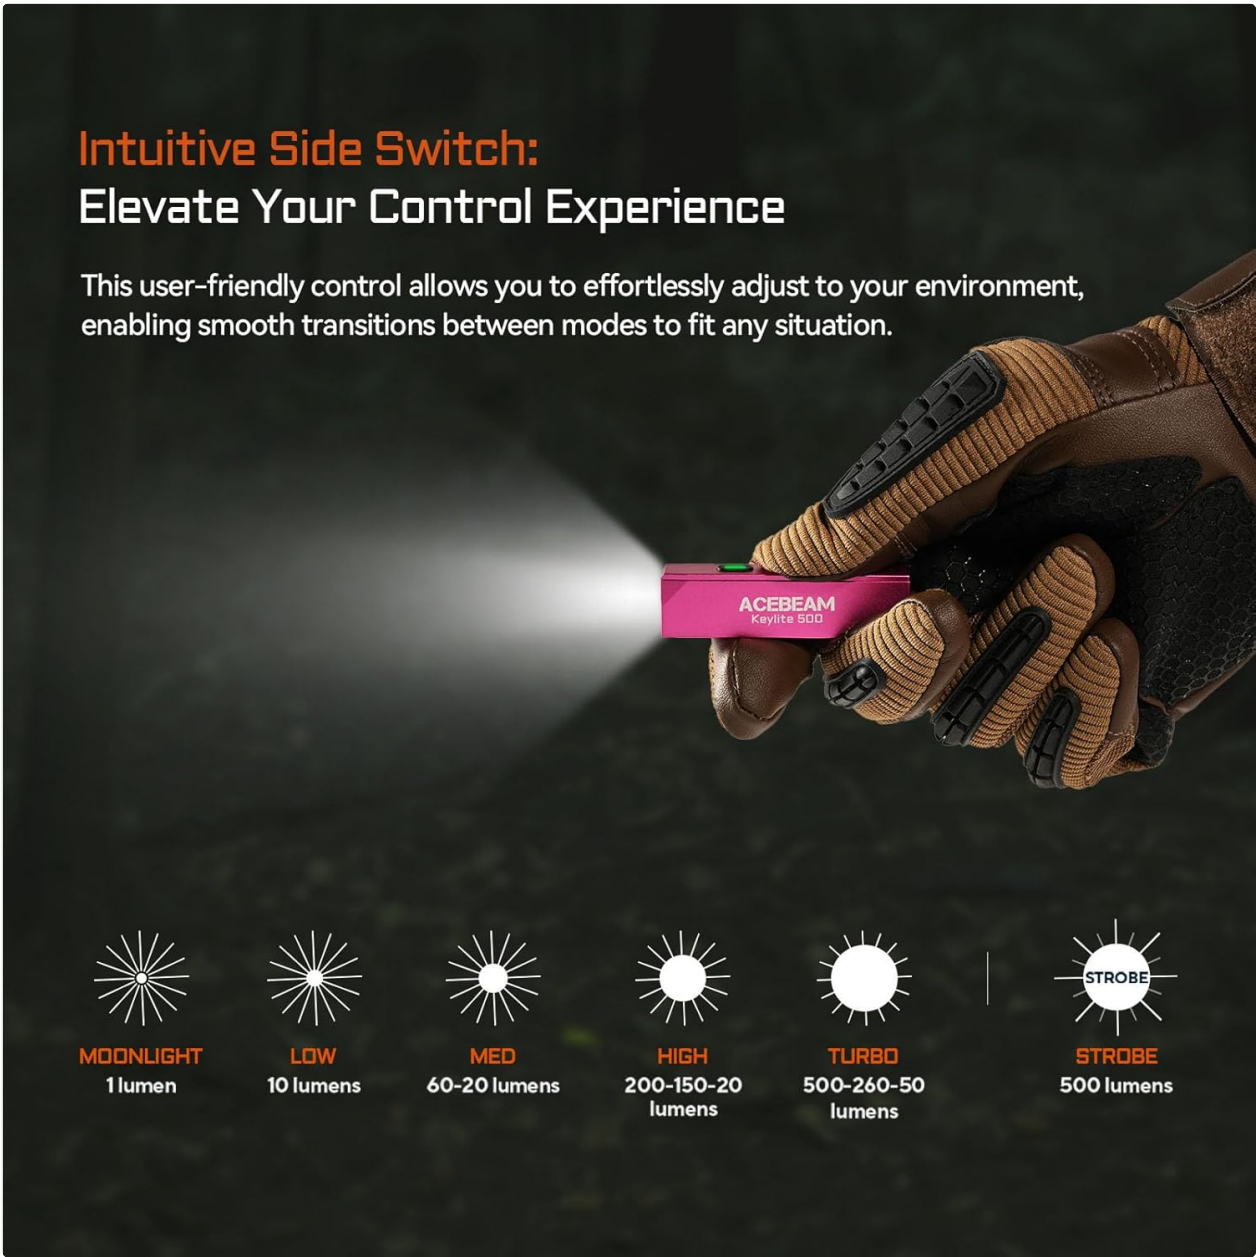 Intuitive Side Switch:
Elevate Your Control Experience
This user-friendly control allows you to effortlessly adjust to your environment,
enabling smooth transitions between modes to fit any situation.
ACEBEAM
Keylite 500
STROBE
MOONLIGHT
1 lumen
LOW
10 lumens
MED
60-20 lumens
HIGH
200-150-20
lumens
TURBO
500-260-50
lumens
STROBE
500 lumens